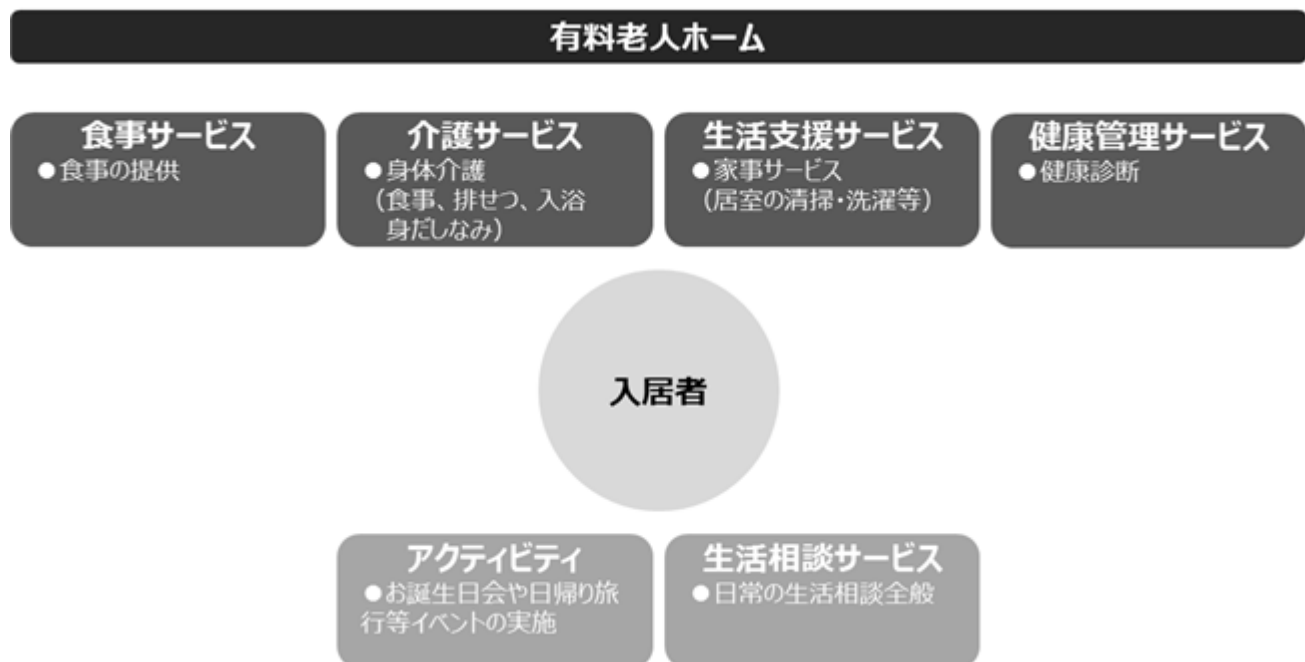 有料老人ホーム
食事サービス
●食事の提供
介護サービス
●身体介護
(食事、排せつ、入浴
身だしなみ)
生活支援サービス
●家事サービス
(居室の清掃・洗濯等)
健康管理サービス
●健康診断
入居者
アクティビティ
●お誕生日会や日帰り旅
行等イベントの実施
生活相談サービス
●日常の生活相談全般